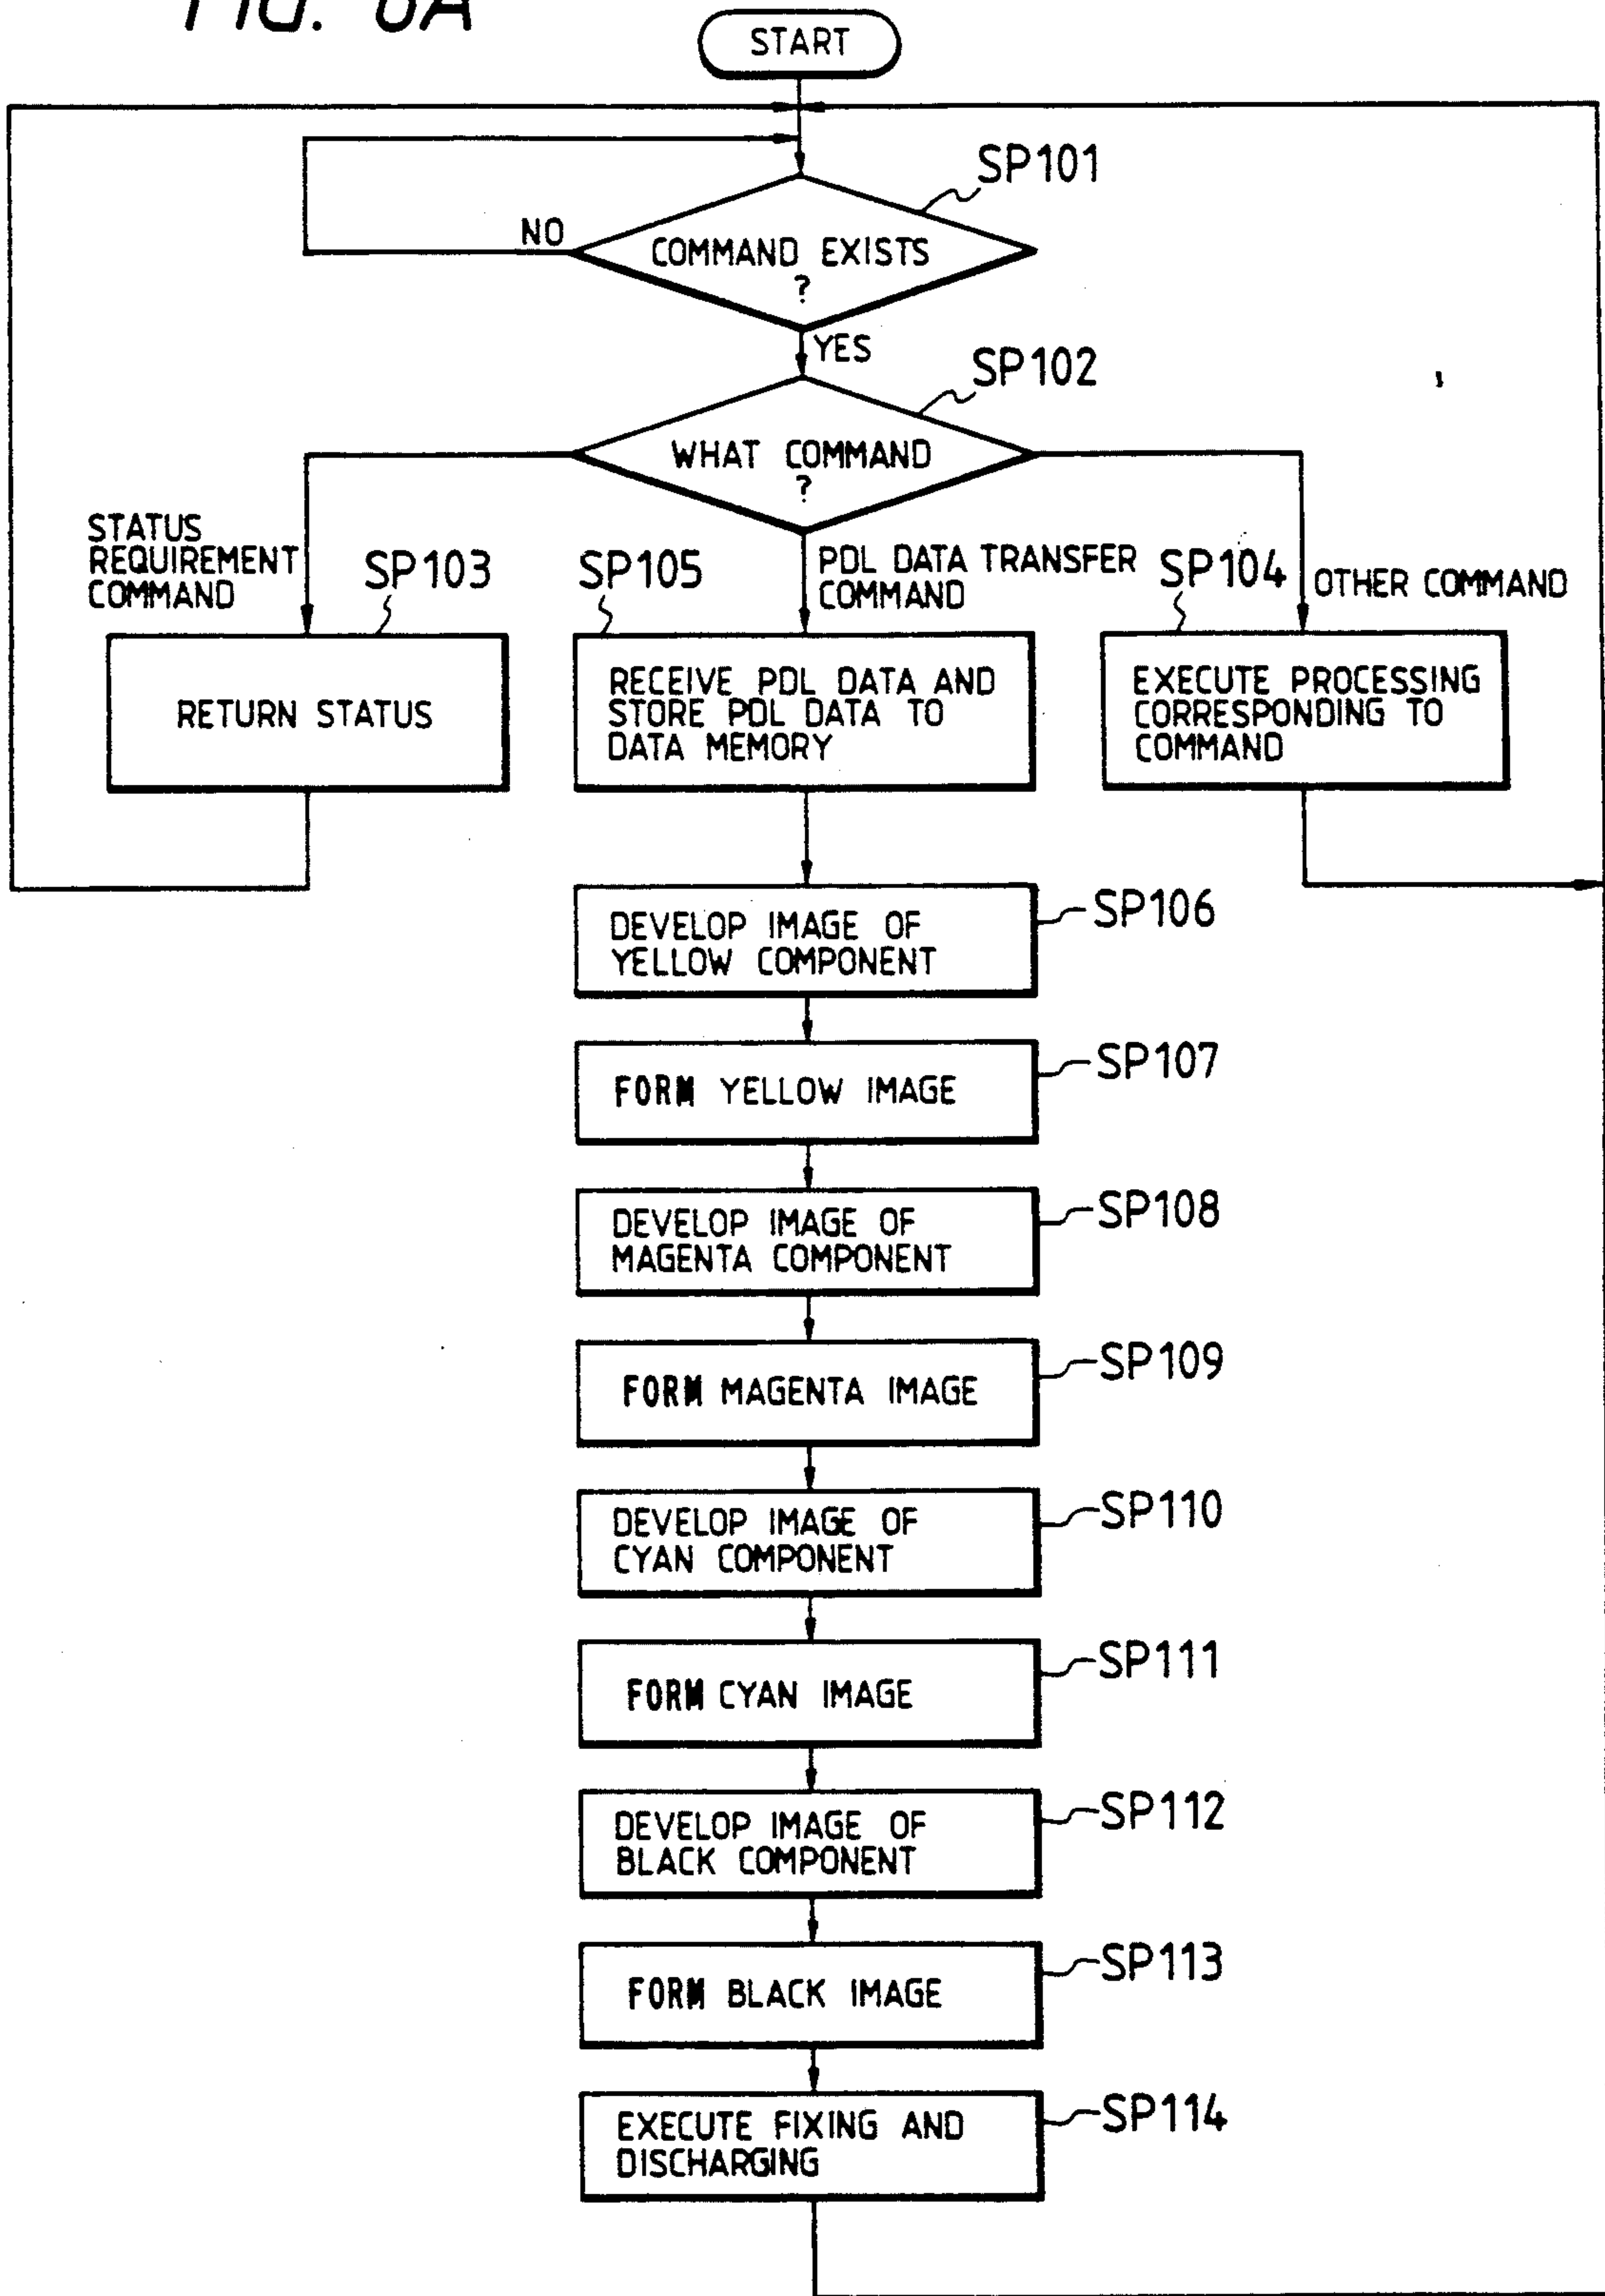 FIG. 6A
START
SP101
NO
COMMAND EXISTS
?
YES
SP102
WHAT COMMAND
?
STATUS
REQUIREMENT
COMMAND
SP103
SP105
PDL DATA TRANSFER
COMMAND
SP104
OTHER COMMAND
RETURN STATUS
RECEIVE PDL DATA AND
STORE PDL DATA TO
DATA MEMORY
EXECUTE PROCESSING
CORRESPONDING TO
COMMAND
DEVELOP IMAGE OF
YELLOW COMPONENT
SP106
FORM YELLOW IMAGE
SP107
DEVELOP IMAGE OF
MAGENTA COMPONENT
SP108
FORM MAGENTA IMAGE
SP109
DEVELOP IMAGE OF
CYAN COMPONENT
SP110
FORM CYAN IMAGE
SP111
DEVELOP IMAGE OF
BLACK COMPONENT
SP112
FORM BLACK IMAGE
SP113
EXECUTE FIXING AND
DISCHARGING
SP114